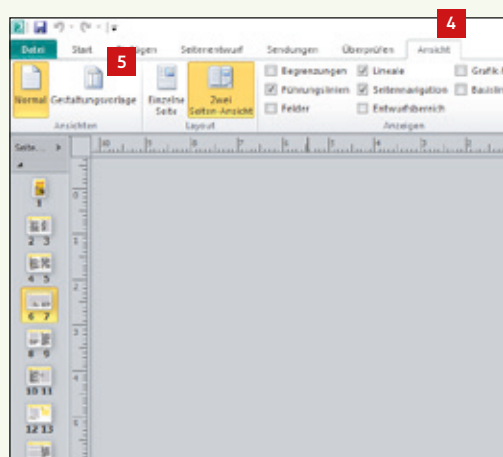 4
Datei Start Einfügen Seitenentwurf Sendungen Überprüfen Ansicht
5
Begrenzungen Lineale
Normal Gestaltungsvorlage Einzelne Seite Zwei Seiten-Ansicht
Führungslinien Seitennavigation
Felder Entwurfsbereich
Ansichten Layout Anzeigen
Seite...
1
2 3
4 5
6 7
8 9
10 11
12 13